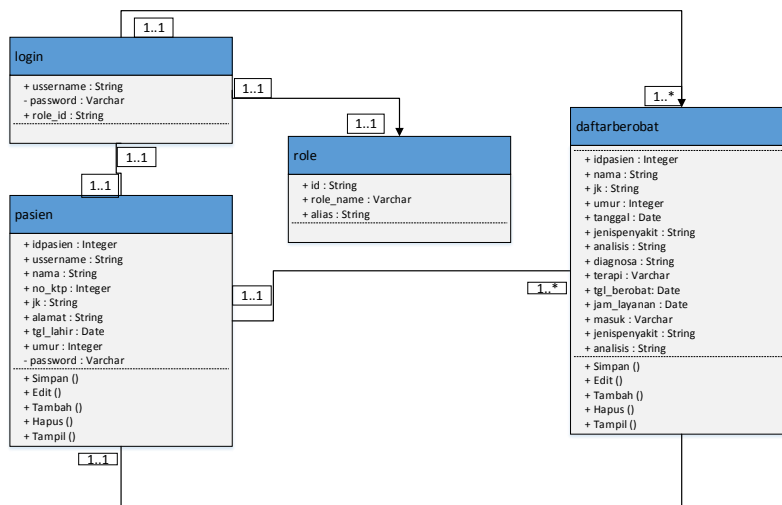 1..1
login
+ ussername : String
- password : Varchar
+ role_id : String
1..1
1..1
1..1
role
+ id : String
+ role_name : Varchar
+ alias : String
1..1
pasien
+ idpasien : Integer
+ ussername : String
+ nama : String
+ no_ktp : Integer
+ jk : String
+ alamat : String
+ tgl_lahir : Date
+ umur : Integer
- password : Varchar
+ Simpan ()
+ Edit ()
+ Tambah ()
+ Hapus ()
+ Tampil ()
1..1
1..1
1..*
1..*
daftarberobat
+ idpasien : Integer
+ nama : String
+ jk : String
+ umur : Integer
+ tanggal : Date
+ jenispenyakit : String
+ analisis : String
+ diagnosa : String
+ terapi : Varchar
+ tgl_berobat: Date
+ jam_layanan : Date
+ masuk : Varchar
+ jenispenyakit : String
+ analisis : String
+ Simpan ()
+ Edit ()
+ Tambah ()
+ Hapus ()
+ Tampil ()